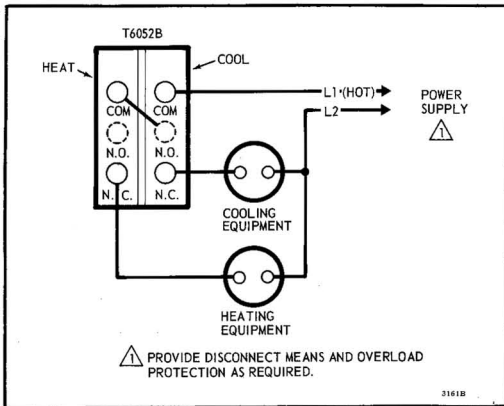 T6052B
HEAT
COOL
COM
COM
L1•(HOT)
L2
POWER
SUPPLY
1
N.O.
N.O.
N.C.
N.C.
COOLING
EQUIPMENT
HEATING
EQUIPMENT
1 PROVIDE DISCONNECT MEANS AND OVERLOAD
PROTECTION AS REQUIRED.
3161B